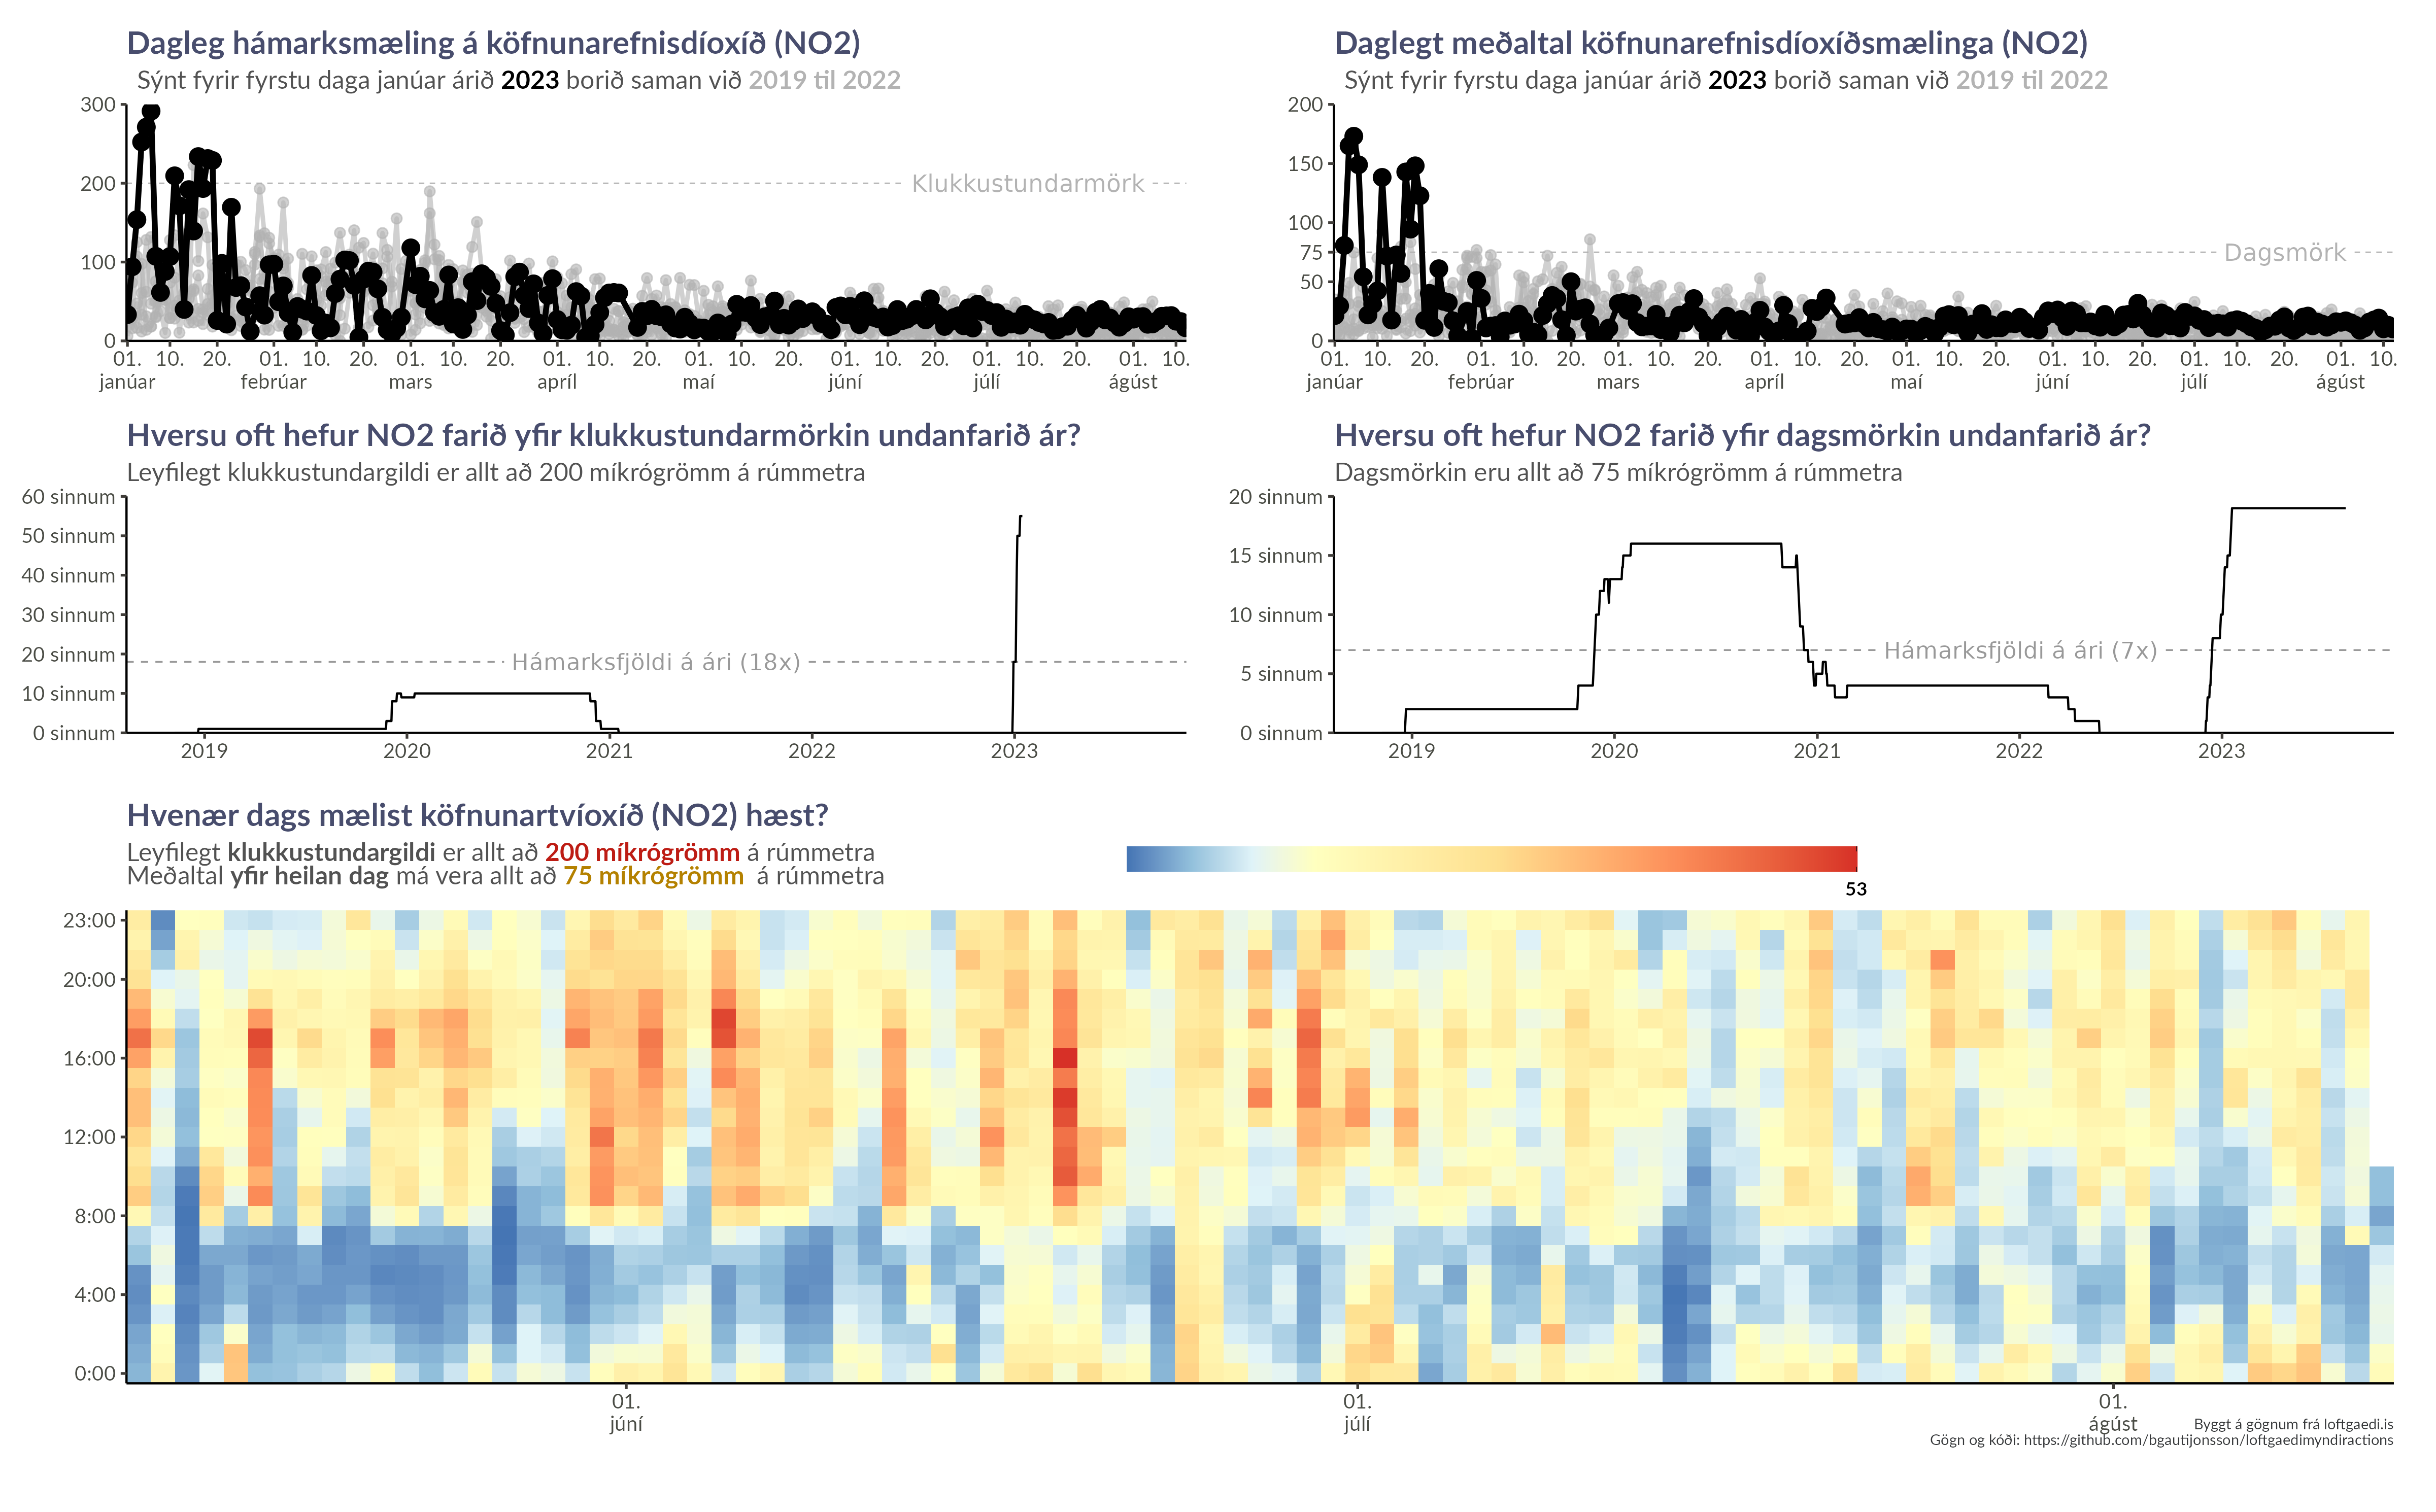 Dagleg hámarksmæling á köfnunarefnisdíoxíð (NO2)
Sýnt fyrir fyrstu daga janúar árið 2023 borið saman við 2019 til 2022
300
200
100
0
Klukkustundarmörk
01. 10. 20. 01. 10. 20. 01. 10. 20. 01. 10. 20. 01. 10. 20. 01. 10. 20. 01. 10. 20. 01. 10.
janúar febrúar mars apríl maí júní júlí ágúst
Daglegt meðaltal köfnunarefnisdíoxíðsmælinga (NO2)
Sýnt fyrir fyrstu daga janúar árið 2023 borið saman við 2019 til 2022
200
150
100
75
50
0
Dagsmörk
01. 10. 20. 01. 10. 20. 01. 10. 20. 01. 10. 20. 01. 10. 20. 01. 10. 20. 01. 10. 20. 01. 10.
janúar febrúar mars apríl maí júní júlí ágúst
Hversu oft hefur NO2 farið yfir klukkustundarmörkin undanfarið ár?
Leyfilegt klukkustundargildi er allt að 200 míkrógrömm á rúmmetra
60 sinnum
50 sinnum
40 sinnum
30 sinnum
20 sinnum
10 sinnum
0 sinnum
Hámarksfjöldi á ári (18x)
2019 2020 2021 2022 2023
Hversu oft hefur NO2 farið yfir dagsmörkin undanfarið ár?
Dagsmörkin eru allt að 75 míkrógrömm á rúmmetra
20 sinnum
15 sinnum
10 sinnum
5 sinnum
0 sinnum
Hámarksfjöldi á ári (7x)
2019 2020 2021 2022 2023
Hvenær dags mælist köfnunartvíoxíð (NO2) hæst?
Leyfilegt klukkustundargildi er allt að 200 míkrógrömm á rúmmetra
Meðaltal yfir heilan dag má vera allt að 75 míkrógrömm á rúmmetra
53
23:00
20:00
16:00
12:00
8:00
4:00
0:00
01. 01. 01.
júní júlí ágúst
Byggt á gögnum frá loftgaedi.is
Gögn og kóði: https://github.com/bgautijonsson/loftgaedimyndiractions